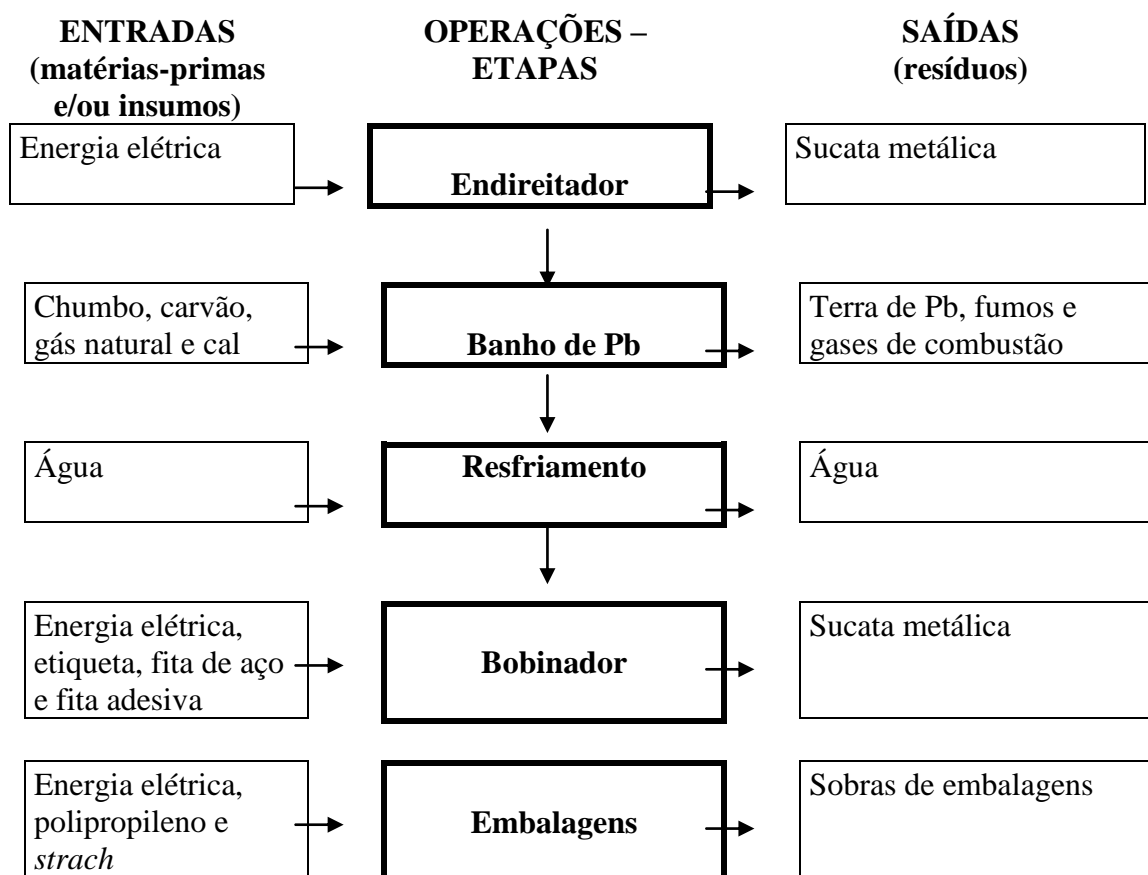 ENTRADAS
(matérias-primas
e/ou insumos)
OPERAÇÕES –
ETAPAS
SAÍDAS
(resíduos)
Energia elétrica
Endireitador
Sucata metálica
Chumbo, carvão,
gás natural e cal
Banho de Pb
Terra de Pb, fumos e
gases de combustão
Água
Resfriamento
Água
Energia elétrica,
etiqueta, fita de aço
e fita adesiva
Bobinador
Sucata metálica
Energia elétrica,
polipropileno e
strach
Embalagens
Sobras de embalagens